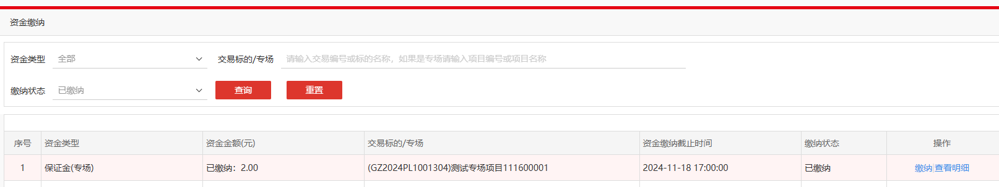 资金缴纳
资金类型 全部 交易标的/专场 请输入交易编号或标的名称，如果是专场请输入项目编号或项目名称
缴纳状态 已缴纳 查询 重置
序号 资金类型 资金金额(元) 交易标的/专场 资金缴纳截止时间 缴纳状态 操作
1 保证金(专场) 已缴纳：2.00 (GZ2024PL1001304)测试专场项目111600001 2024-11-18 17:00:00 已缴纳 缴纳|查看明细